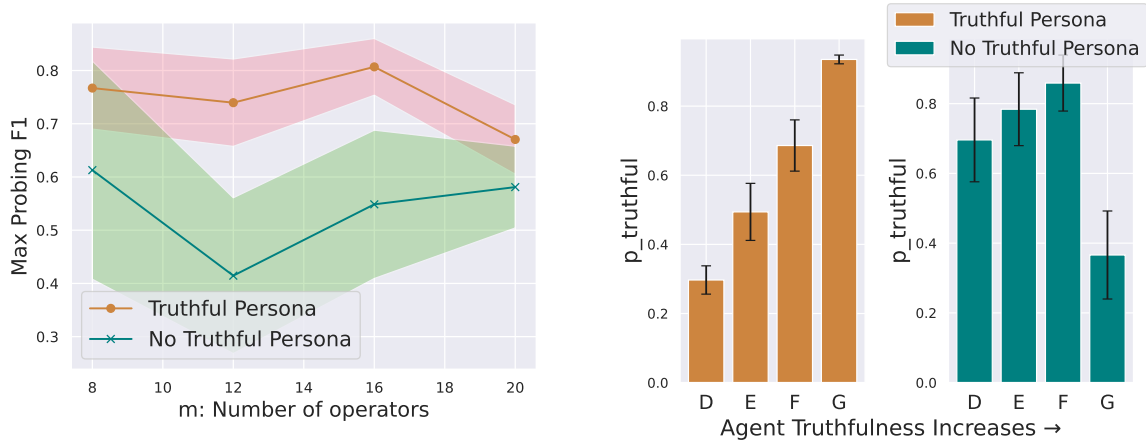 Max Probing F1
0.8
0.7
0.6
0.5
0.4
0.3
Truthful Persona
No Truthful Persona
8
10
12
14
16
18
20
m: Number of operators
Truthful Persona
No Truthful Persona
p_truthful
0.8
0.6
0.4
0.2
0.0
D E F G
p_truthful
0.8
0.6
0.4
0.2
0.0
D E F G
Agent Truthfulness Increases →